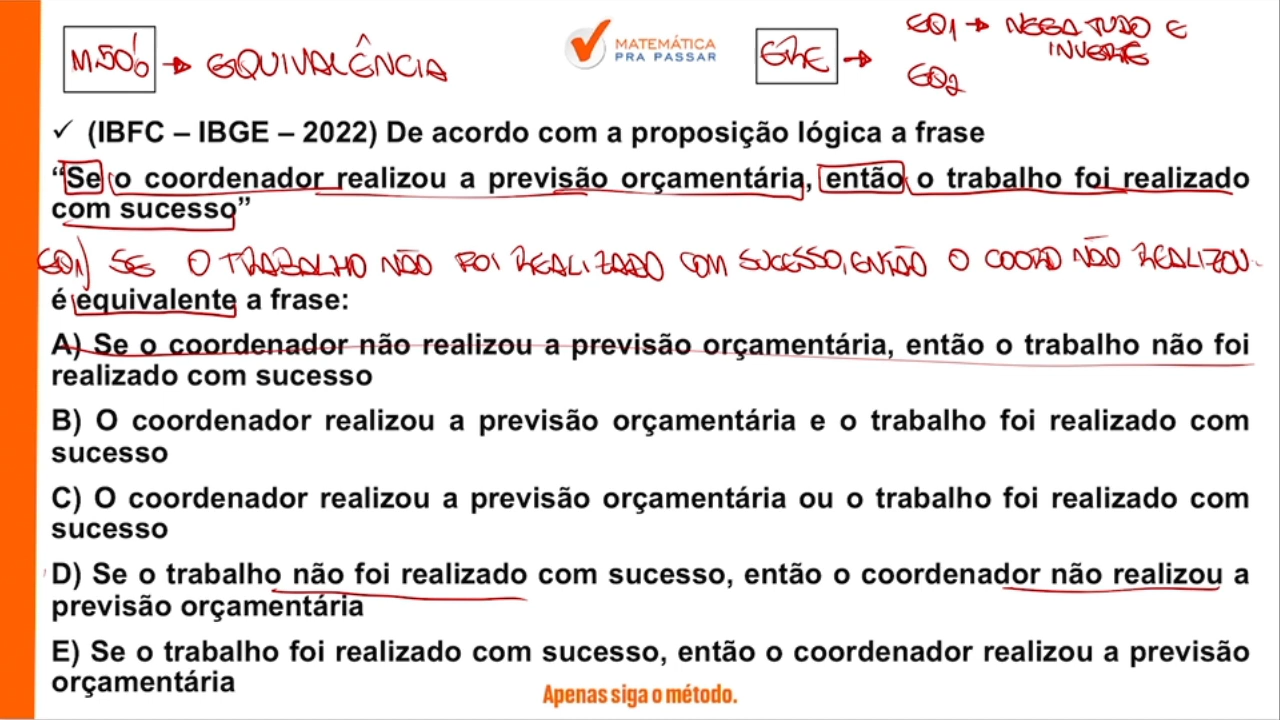 M50% → EQUIVALÊNCIA
MATEMÁTICA
PRA PASSAR
→ EQ1 → NEGA TUDO E
INVERTE
EQ2
✓ (IBFC – IBGE – 2022) De acordo com a proposição lógica a frase
“Se o coordenador realizou a previsão orçamentária, então o trabalho foi realizado
com sucesso”
EQ1) SE O TRABALHO NÃO FOI REALIZADO COM SUCESSO, ENTÃO O COORD NÃO REALIZOU.
é equivalente a frase:
A) Se o coordenador não realizou a previsão orçamentária, então o trabalho não foi
realizado com sucesso
B) O coordenador realizou a previsão orçamentária e o trabalho foi realizado com
sucesso
C) O coordenador realizou a previsão orçamentária ou o trabalho foi realizado com
sucesso
D) Se o trabalho não foi realizado com sucesso, então o coordenador não realizou a
previsão orçamentária
E) Se o trabalho foi realizado com sucesso, então o coordenador realizou a previsão
orçamentária
Apenas siga o método.